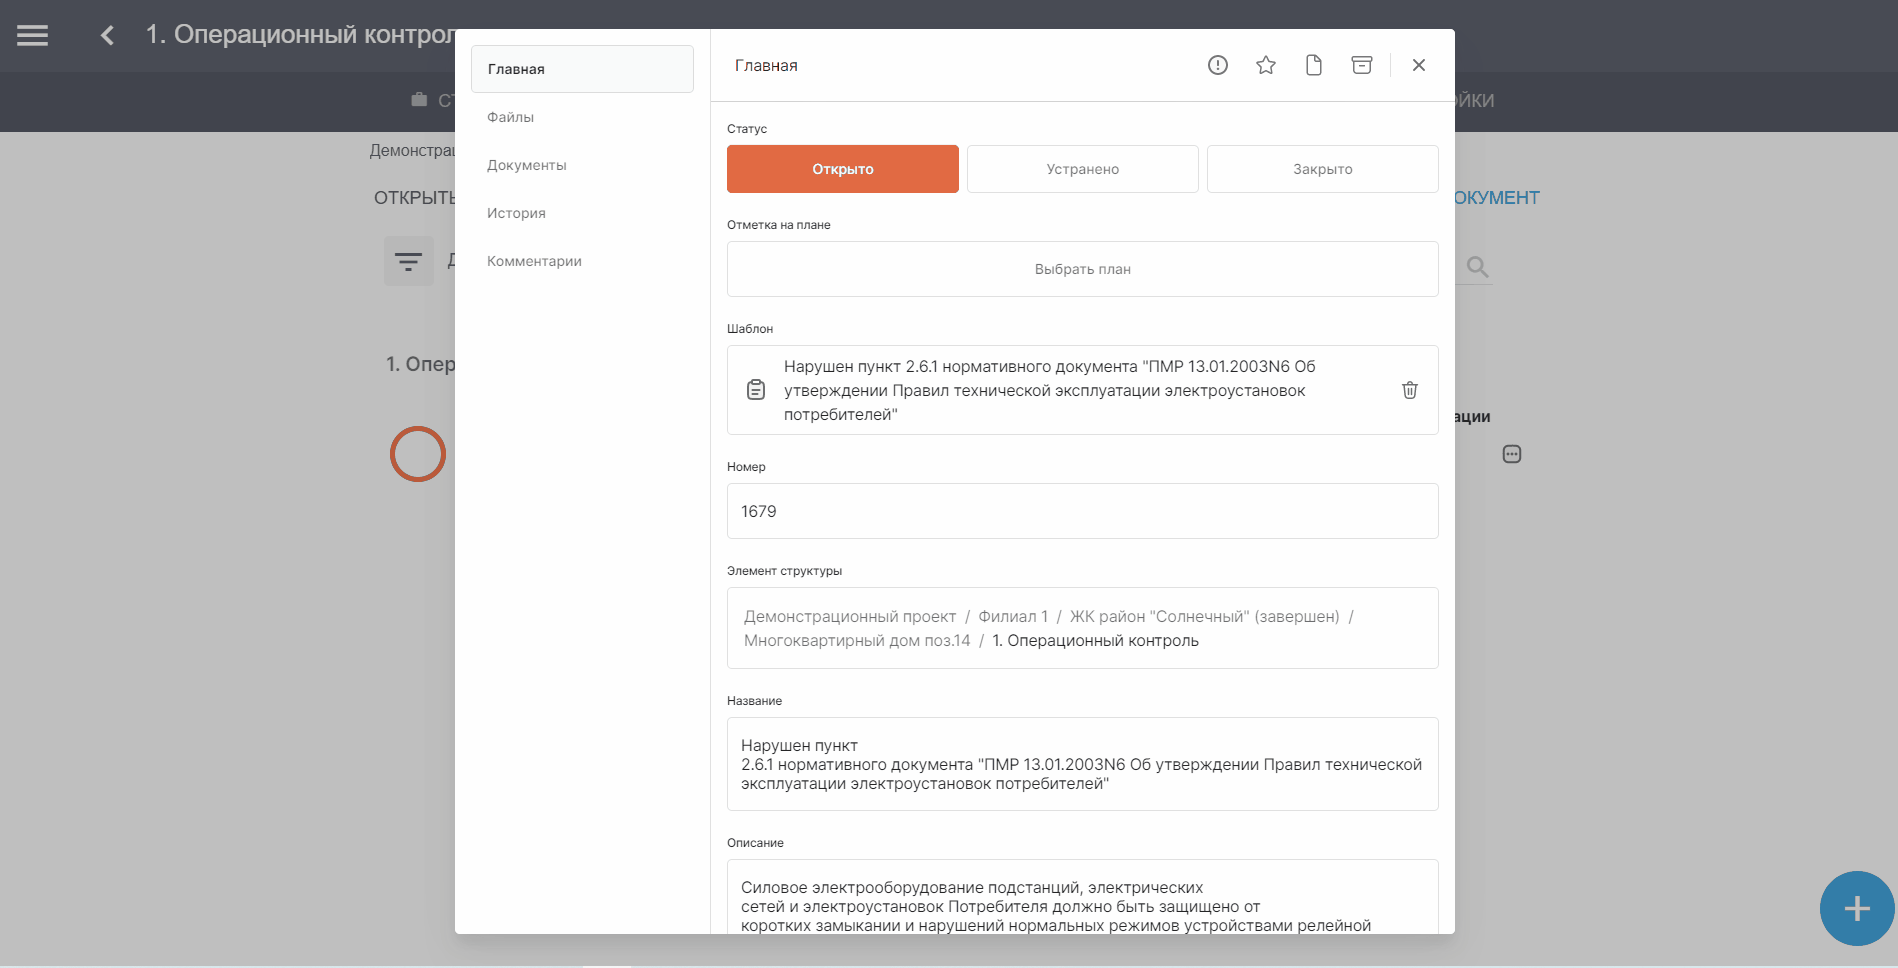 1. Операционный контрол
Демонстрац
ОТКРЫТЬ
ОКУМЕНТ
1. Опер
ации
Главная
Файлы
Документы
История
Комментарии
Главная
Статус
Открыто
Устранено
Закрыто
Отметка на плане
Выбрать план
Шаблон
Нарушен пункт 2.6.1 нормативного документа "ПМР 13.01.2003N6 Об
утверждении Правил технической эксплуатации электроустановок
потребителей"
Номер
1679
Элемент структуры
Демонстрационный проект / Филиал 1 / ЖК район "Солнечный" (завершен) /
Многоквартирный дом поз.14 / 1. Операционный контроль
Название
Нарушен пункт
2.6.1 нормативного документа "ПМР 13.01.2003N6 Об утверждении Правил технической
эксплуатации электроустановок потребителей"
Описание
Силовое электрооборудование подстанций, электрических
сетей и электроустановок Потребителя должно быть защищено от
коротких замыкании и нарушений нормальных режимов устройствами релейной